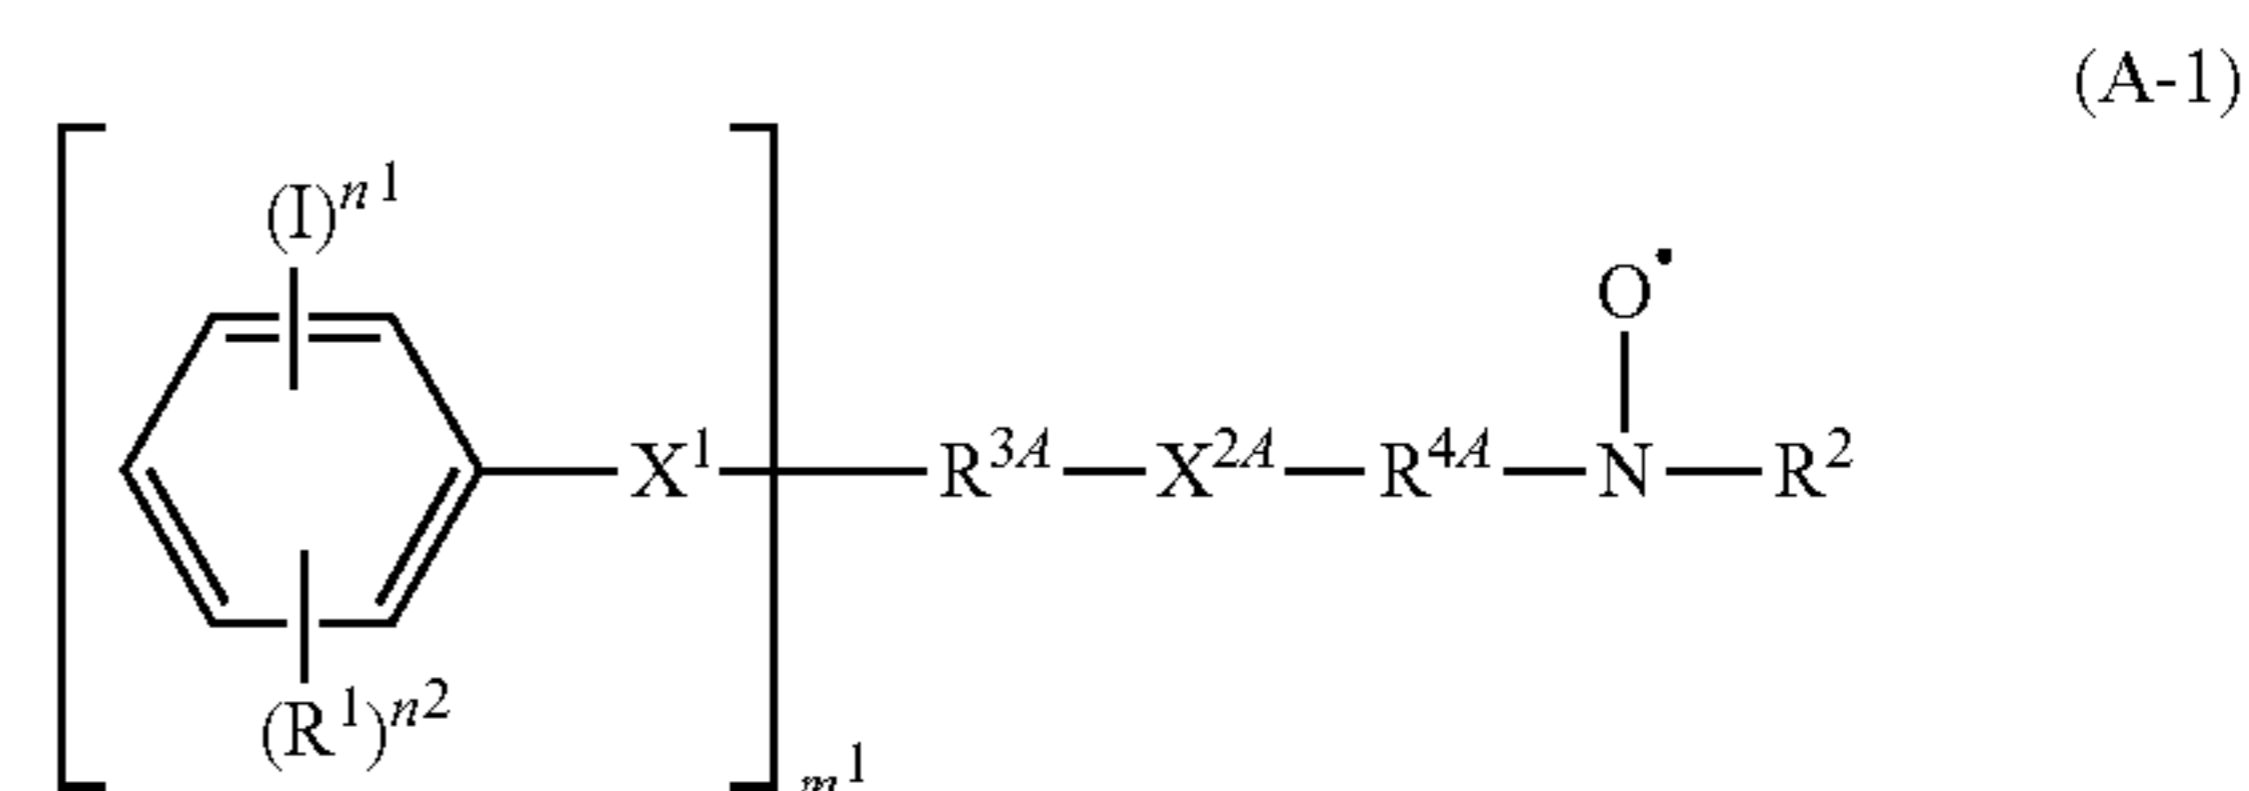 (A-1)
(I)n1
O•
X1
R3A
X2A
R4A
N
R2
(R1)n2
m1